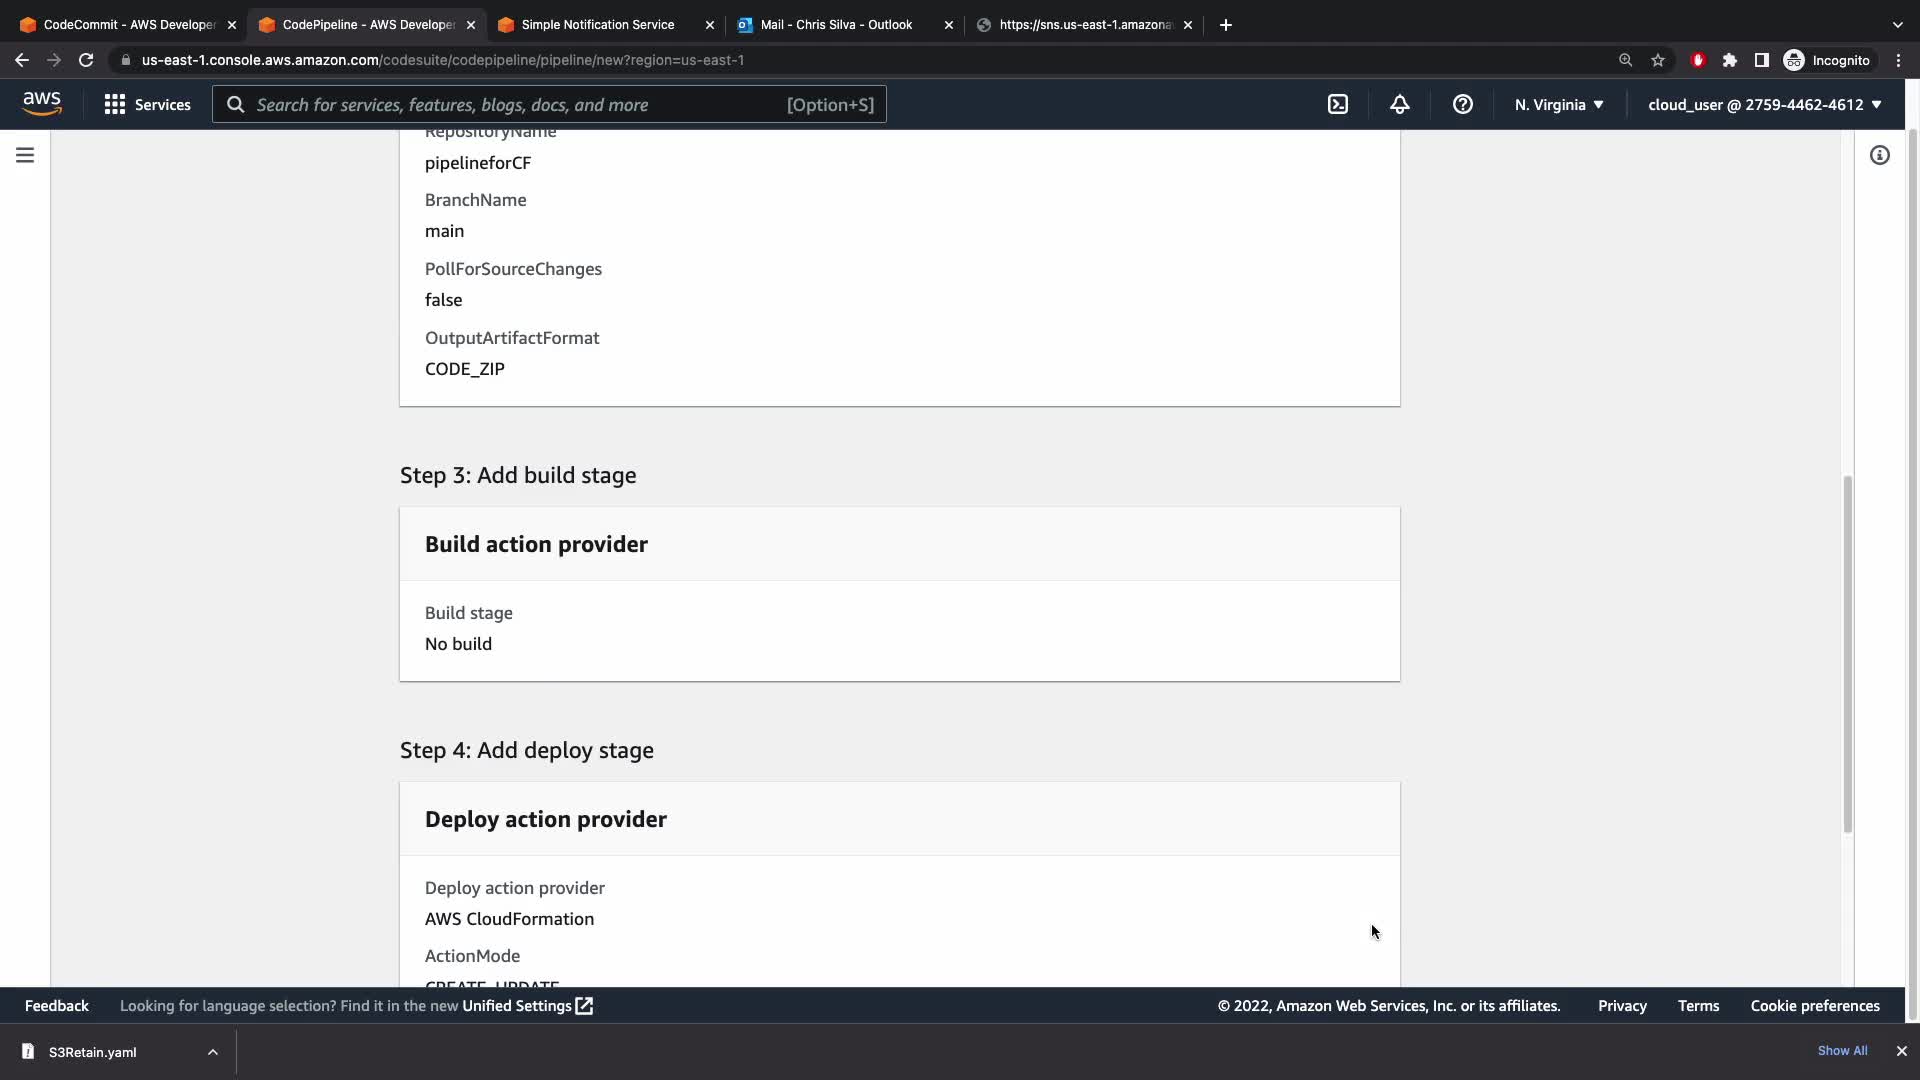 CodeCommit - AWS Developer
CodePipeline - AWS Developer
Simple Notification Service
Mail - Chris Silva - Outlook
https://sns.us-east-1.amazona
us-east-1.console.aws.amazon.com/codesuite/codepipeline/pipeline/new?region=us-east-1
Incognito
aws
Services
Search for services, features, blogs, docs, and more
[Option+S]
N. Virginia
cloud_user @ 2759-4462-4612
RepositoryName
pipelineforCF
BranchName
main
PollForSourceChanges
false
OutputArtifactFormat
CODE_ZIP
Step 3: Add build stage
Build action provider
Build stage
No build
Step 4: Add deploy stage
Deploy action provider
Deploy action provider
AWS CloudFormation
ActionMode
CREATE_UPDATE
Feedback
Looking for language selection? Find it in the new Unified Settings
© 2022, Amazon Web Services, Inc. or its affiliates.
Privacy
Terms
Cookie preferences
S3Retain.yaml
Show All